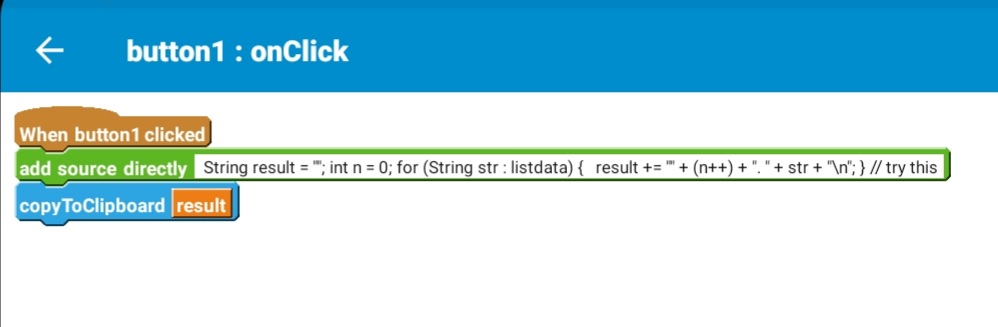 button1 : onClick
When button1 clicked
add source directly String result = ""; int n = 0; for (String str : listdata) { result += "" + (n++) + ". " + str + "\n"; } // try this
copyToClipboard result